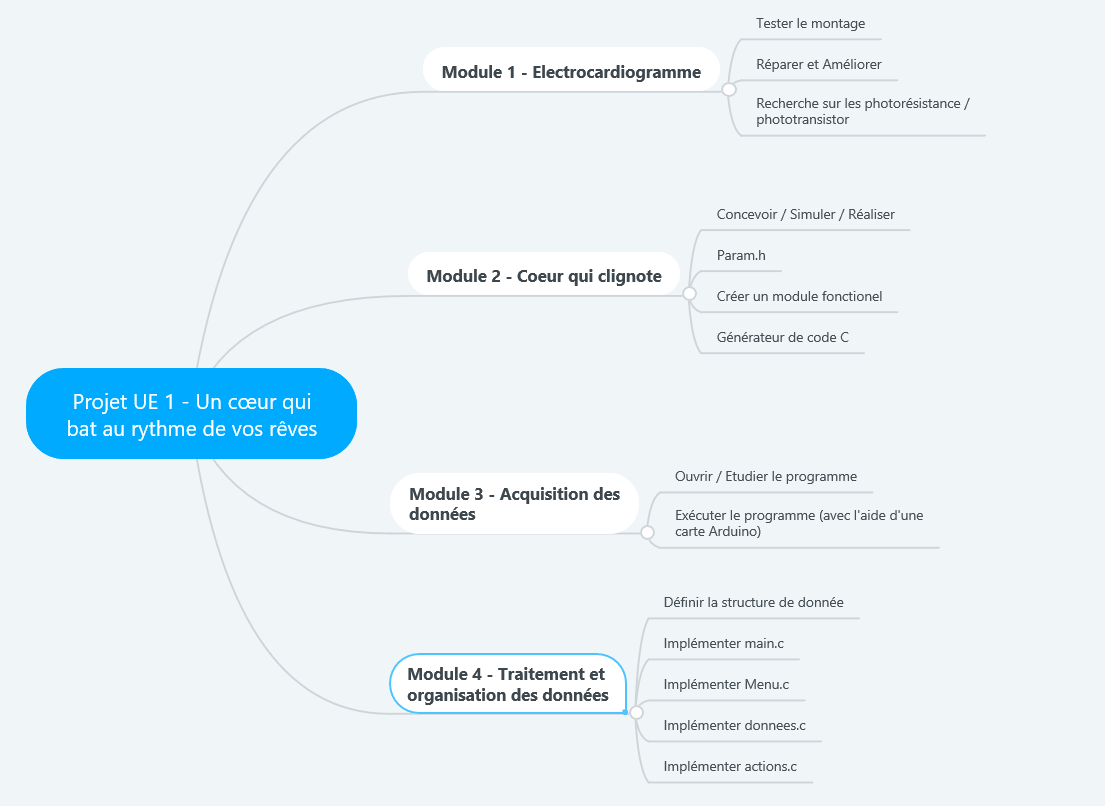 Projet UE 1 - Un cœur qui
bat au rythme de vos rêves
Module 1 - Electrocardiogramme
Tester le montage
Réparer et Améliorer
Recherche sur les photorésistance /
phototransistor
Module 2 - Coeur qui clignote
Concevoir / Simuler / Réaliser
Param.h
Créer un module fonctionel
Générateur de code C
Module 3 - Acquisition des
données
Ouvrir / Etudier le programme
Exécuter le programme (avec l'aide d'une
carte Arduino)
Module 4 - Traitement et
organisation des données
Définir la structure de donnée
Implémenter main.c
Implémenter Menu.c
Implémenter donnees.c
Implémenter actions.c